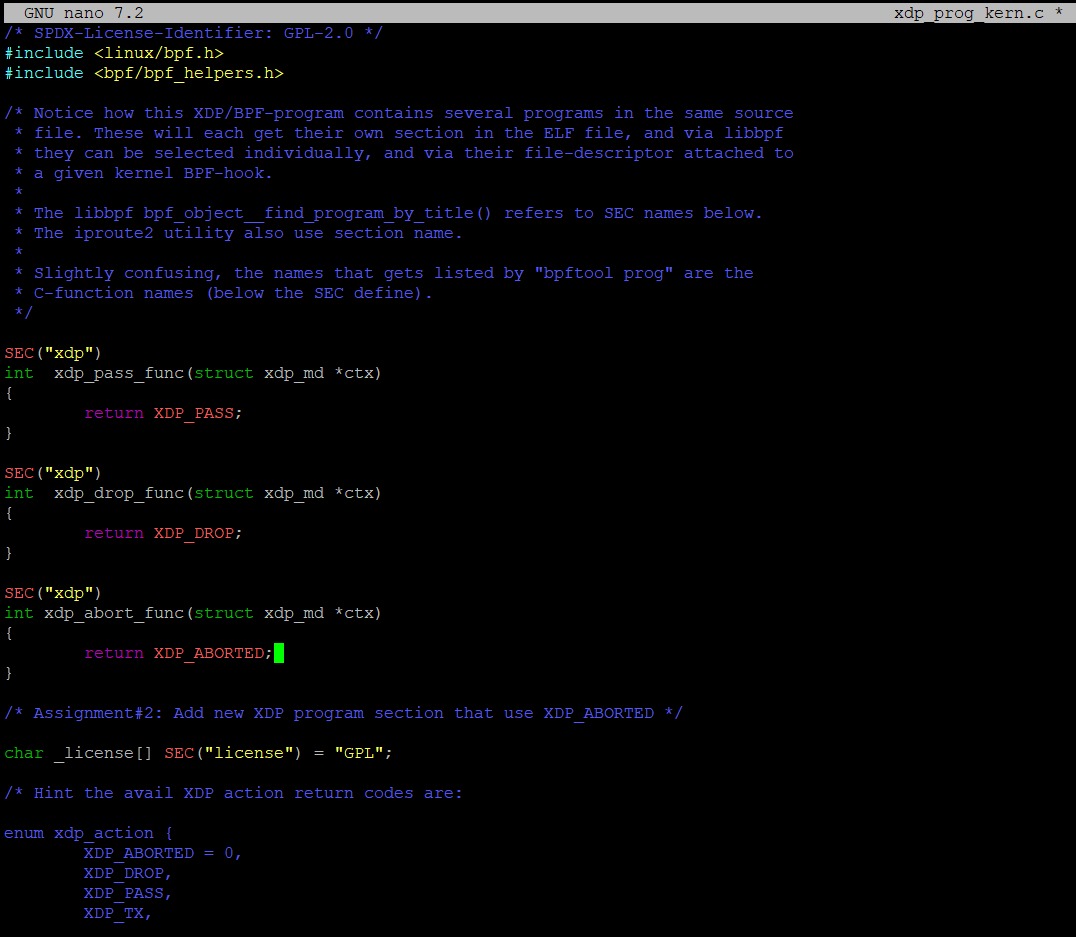 GNU nano 7.2 xdp_prog_kern.c *
/* SPDX-License-Identifier: GPL-2.0 */
#include <linux/bpf.h>
#include <bpf/bpf_helpers.h>

/* Notice how this XDP/BPF-program contains several programs in the same source
 * file. These will each get their own section in the ELF file, and via libbpf
 * they can be selected individually, and via their file-descriptor attached to
 * a given kernel BPF-hook.
 *
 * The libbpf bpf_object__find_program_by_title() refers to SEC names below.
 * The iproute2 utility also use section name.
 *
 * Slightly confusing, the names that gets listed by "bpftool prog" are the
 * C-function names (below the SEC define).
 */

SEC("xdp")
int  xdp_pass_func(struct xdp_md *ctx)
{
        return XDP_PASS;
}

SEC("xdp")
int  xdp_drop_func(struct xdp_md *ctx)
{
        return XDP_DROP;
}

SEC("xdp")
int xdp_abort_func(struct xdp_md *ctx)
{
        return XDP_ABORTED;
}

/* Assignment#2: Add new XDP program section that use XDP_ABORTED */

char _license[] SEC("license") = "GPL";

/* Hint the avail XDP action return codes are:

enum xdp_action {
        XDP_ABORTED = 0,
        XDP_DROP,
        XDP_PASS,
        XDP_TX,